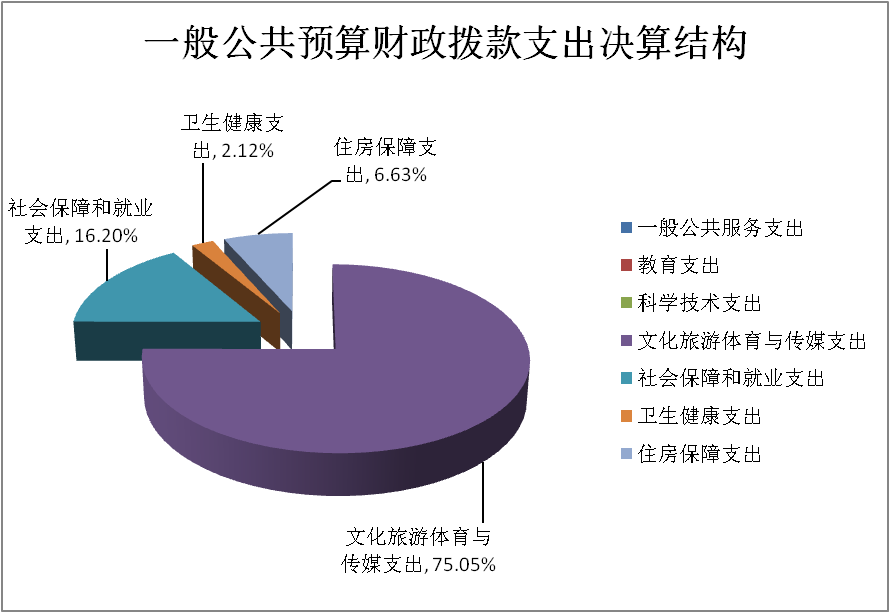 一般公共预算财政拨款支出决算结构
卫生健康支
出, 2.12%
住房保障支
出, 6.63%
社会保障和就业
支出, 16.20%
文化旅游体育与
传媒支出, 75.05%
一般公共服务支出
教育支出
科学技术支出
文化旅游体育与传媒支出
社会保障和就业支出
卫生健康支出
住房保障支出